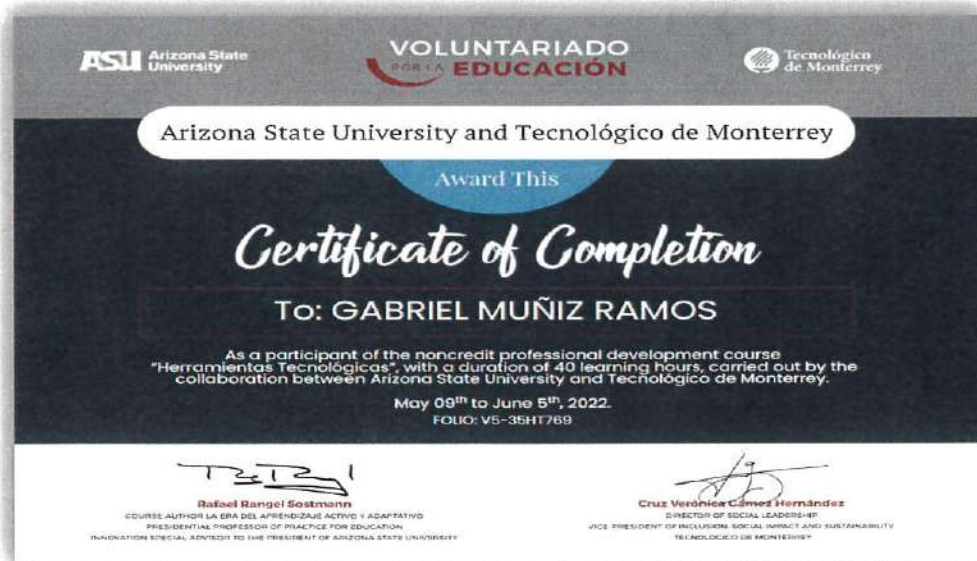 ASU Arizona State University
VOLUNTARIADO
POR LA EDUCACIÓN
Tecnológico de Monterrey
Arizona State University and Tecnológico de Monterrey
Award This
Certificate of Completion
To: GABRIEL MUÑIZ RAMOS
As a participant of the noncredit professional development course
"Herramientas Tecnológicas", with a duration of 40 learning hours, carried out by the
collaboration between Arizona State University and Tecnológico de Monterrey.
May 09th to June 5th, 2022.
FOLIO: V5-35HT769
Rafael Rangel Sostmann
COURSE AUTHOR LA ERA DEL APRENDIZAJE ACTIVO Y ADAPTATIVO
PRESIDENTIAL PROFESSOR OF PRACTICE FOR EDUCATION
INNOVATION SPECIAL ADVISOR TO THE PRESIDENT OF ARIZONA STATE UNIVERSITY
Cruz Verónica Gámez Hernández
DIRECTOR OF SOCIAL LEADERSHIP
VICE PRESIDENT OF INCLUSION, SOCIAL IMPACT AND SUSTAINABILITY
TECNOLÓGICO DE MONTERREY